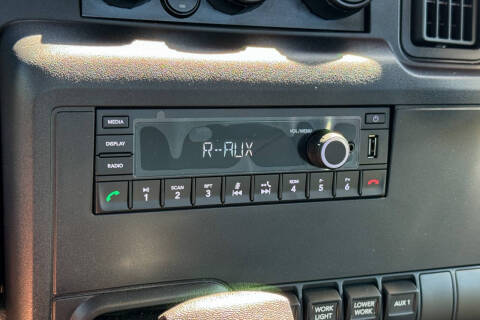 MEDIA
DISPLAY
RADIO
R--AUX
VOL/MENU
1
SCAN 2
RPT 3
4
5
6
WORK LIGHT
LOWER WORK
AUX 1